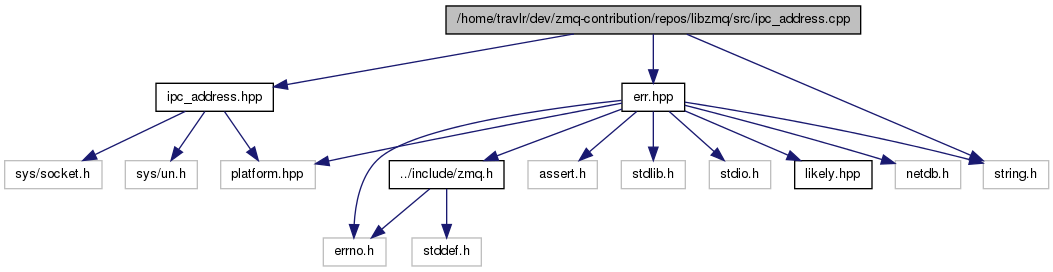 /home/travlr/dev/zmq-contribution/repos/libzmq/src/ipc_address.cpp
ipc_address.hpp
err.hpp
sys/socket.h
sys/un.h
platform.hpp
../include/zmq.h
assert.h
stdlib.h
stdio.h
likely.hpp
netdb.h
string.h
errno.h
stddef.h